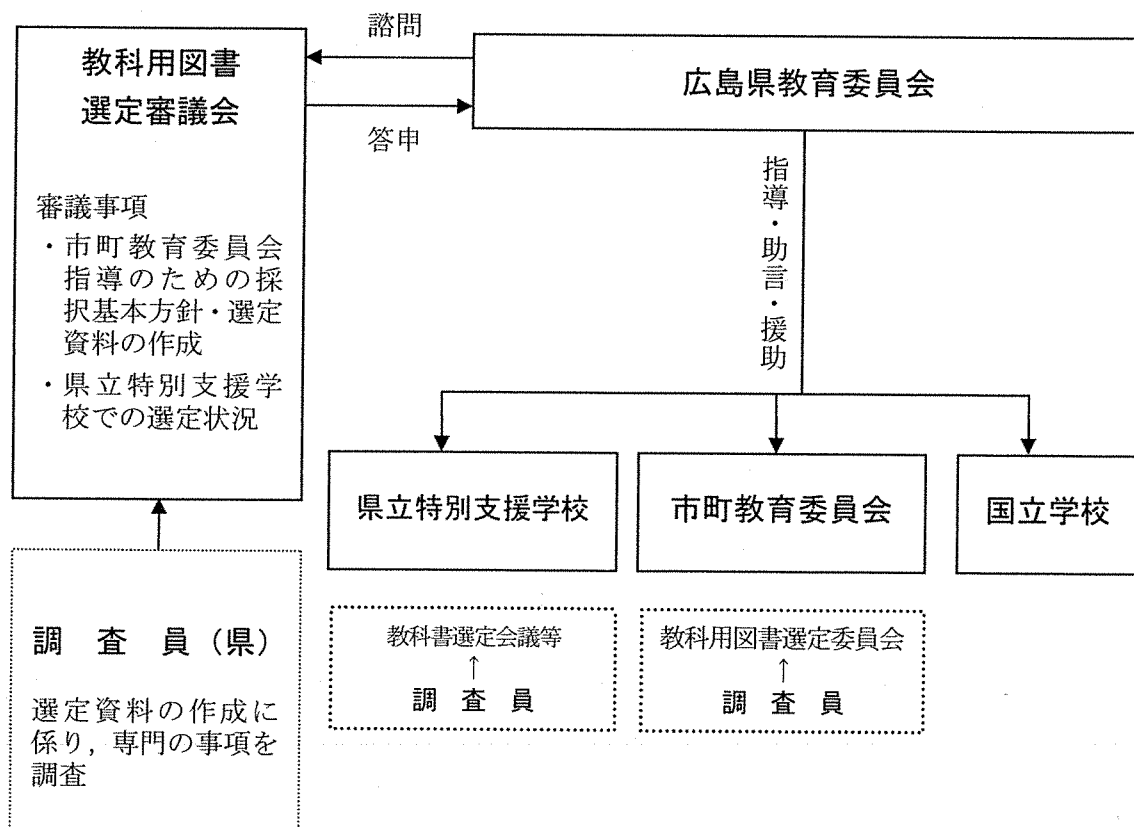 諮問
教科用図書
選定審議会
広島県教育委員会
答申
審議事項
・市町教育委員会
指導のための採
択基本方針・選定
資料の作成
・県立特別支援学
校での選定状況
指導・助言・援助
県立特別支援学校
市町教育委員会
国立学校
調査員（県）
選定資料の作成に
係り，専門の事項を
調査
教科書選定会議等
↑
調査員
教科用図書選定委員会
↑
調査員